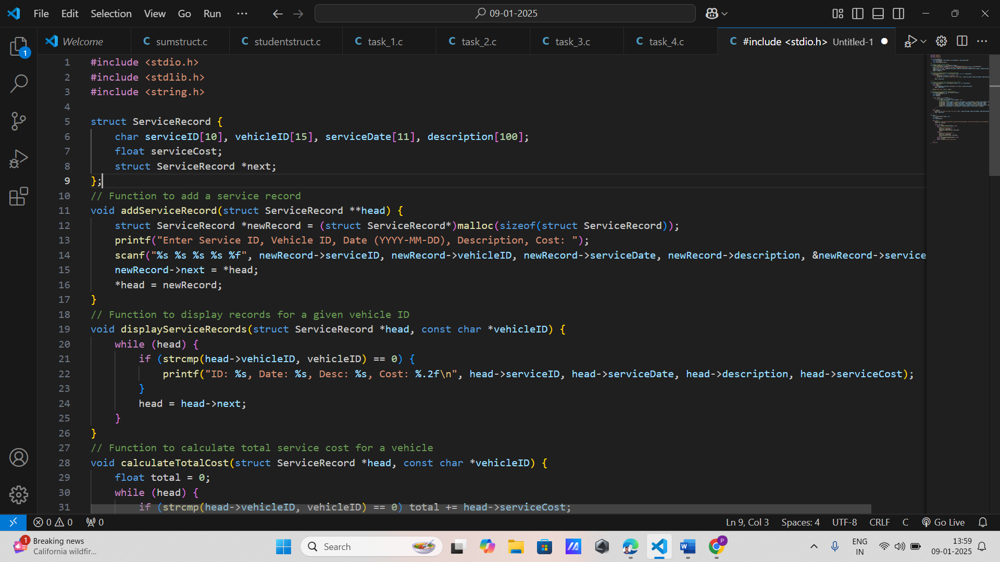 File Edit Selection View Go Run ... 09-01-2025
Welcome sumstruct.c studentstruct.c task_1.c task_2.c task_3.c task_4.c #include <stdio.h> Untitled-1
1 #include <stdio.h>
2 #include <stdlib.h>
3 #include <string.h>
4
5 struct ServiceRecord {
6 char serviceID[10], vehicleID[15], serviceDate[11], description[100];
7 float serviceCost;
8 struct ServiceRecord *next;
9 };
10 // Function to add a service record
11 void addServiceRecord(struct ServiceRecord **head) {
12 struct ServiceRecord *newRecord = (struct ServiceRecord*)malloc(sizeof(struct ServiceRecord));
13 printf("Enter Service ID, Vehicle ID, Date (YYYY-MM-DD), Description, Cost: ");
14 scanf("%s %s %s %s %f", newRecord->serviceID, newRecord->vehicleID, newRecord->serviceDate, newRecord->description, &newRecord->service
15 newRecord->next = *head;
16 *head = newRecord;
17 }
18 // Function to display records for a given vehicle ID
19 void displayServiceRecords(struct ServiceRecord *head, const char *vehicleID) {
20 while (head) {
21 if (strcmp(head->vehicleID, vehicleID) == 0) {
22 printf("ID: %s, Date: %s, Desc: %s, Cost: %.2f\n", head->serviceID, head->serviceDate, head->description, head->serviceCost);
23 }
24 head = head->next;
25 }
26 }
27 // Function to calculate total service cost for a vehicle
28 void calculateTotalCost(struct ServiceRecord *head, const char *vehicleID) {
29 float total = 0;
30 while (head) {
31 if (strcmp(head->vehicleID, vehicleID) == 0) total += head->serviceCost;
0 0 0 Ln 9, Col 3 Spaces: 4 UTF-8 CRLF C Go Live
Breaking news
California wildfir...
Search
ENG
IN
13:59
09-01-2025